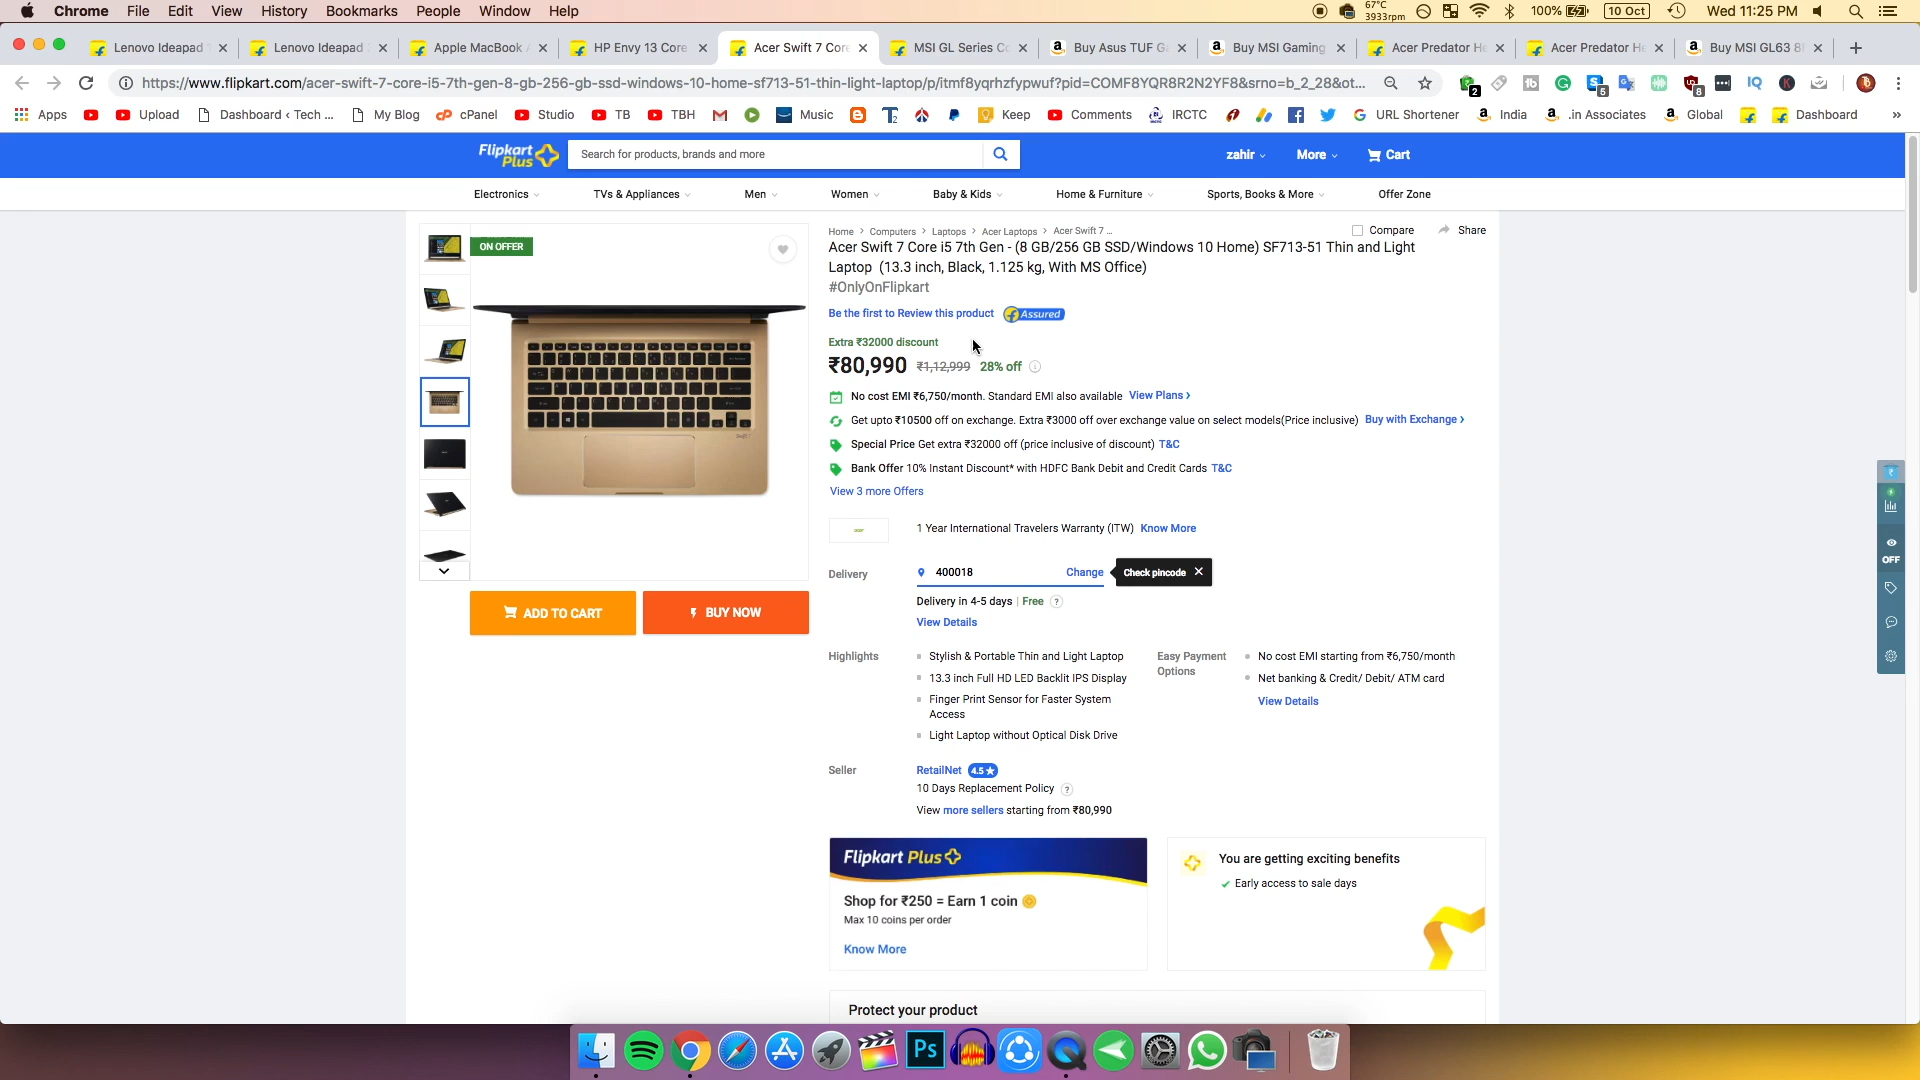 Chrome File Edit View History Bookmarks People Window Help
67°C
3933rpm
100%
10 Oct
Wed 11:25 PM
Lenovo Ideapad
Lenovo Ideapad
Apple MacBook
HP Envy 13 Core
Acer Swift 7 Core
MSI GL Series Co
Buy Asus TUF G
Buy MSI Gaming
Acer Predator He
Acer Predator He
Buy MSI GL63 8
https://www.flipkart.com/acer-swift-7-core-i5-7th-gen-8-gb-256-gb-ssd-windows-10-home-sf713-51-thin-light-laptop/p/itmf8yqrhzfypwuf?pid=COMF8YQR8R2N2YF8&srno=b_2_28&ot...
2
5
8
IQ
K
Apps Upload Dashboard ‹ Tech ... My Blog cPanel Studio TB TBH Music Keep Comments IRCTC URL Shortener India .in Associates Global Dashboard »
Flipkart
Plus
Search for products, brands and more
zahir More Cart
Electronics TVs & Appliances Men Women Baby & Kids Home & Furniture Sports, Books & More Offer Zone
ON OFFER
Home > Computers > Laptops > Acer Laptops > Acer Swift 7 ...
Compare Share
Acer Swift 7 Core i5 7th Gen - (8 GB/256 GB SSD/Windows 10 Home) SF713-51 Thin and Light
Laptop (13.3 inch, Black, 1.125 kg, With MS Office)
#OnlyOnFlipkart
Be the first to Review this product Assured
Extra ₹32000 discount
₹80,990 ₹1,12,999 28% off
No cost EMI ₹6,750/month. Standard EMI also available View Plans >
Get upto ₹10500 off on exchange. Extra ₹3000 off over exchange value on select models(Price inclusive) Buy with Exchange >
Special Price Get extra ₹32000 off (price inclusive of discount) T&C
Bank Offer 10% Instant Discount* with HDFC Bank Debit and Credit Cards T&C
View 3 more Offers
1 Year International Travelers Warranty (ITW) Know More
Delivery 400018 Change Check pincode ✕
Delivery in 4-5 days | Free ?
View Details
ADD TO CART
BUY NOW
OFF
Highlights
Stylish & Portable Thin and Light Laptop
13.3 inch Full HD LED Backlit IPS Display
Finger Print Sensor for Faster System
Access
Light Laptop without Optical Disk Drive
Easy Payment
Options
No cost EMI starting from ₹6,750/month
Net banking & Credit/ Debit/ ATM card
View Details
Seller RetailNet 4.5★
10 Days Replacement Policy ?
View more sellers starting from ₹80,990
Flipkart Plus
Shop for ₹250 = Earn 1 coin
Max 10 coins per order
Know More
You are getting exciting benefits
Early access to sale days
Protect your product
Ps